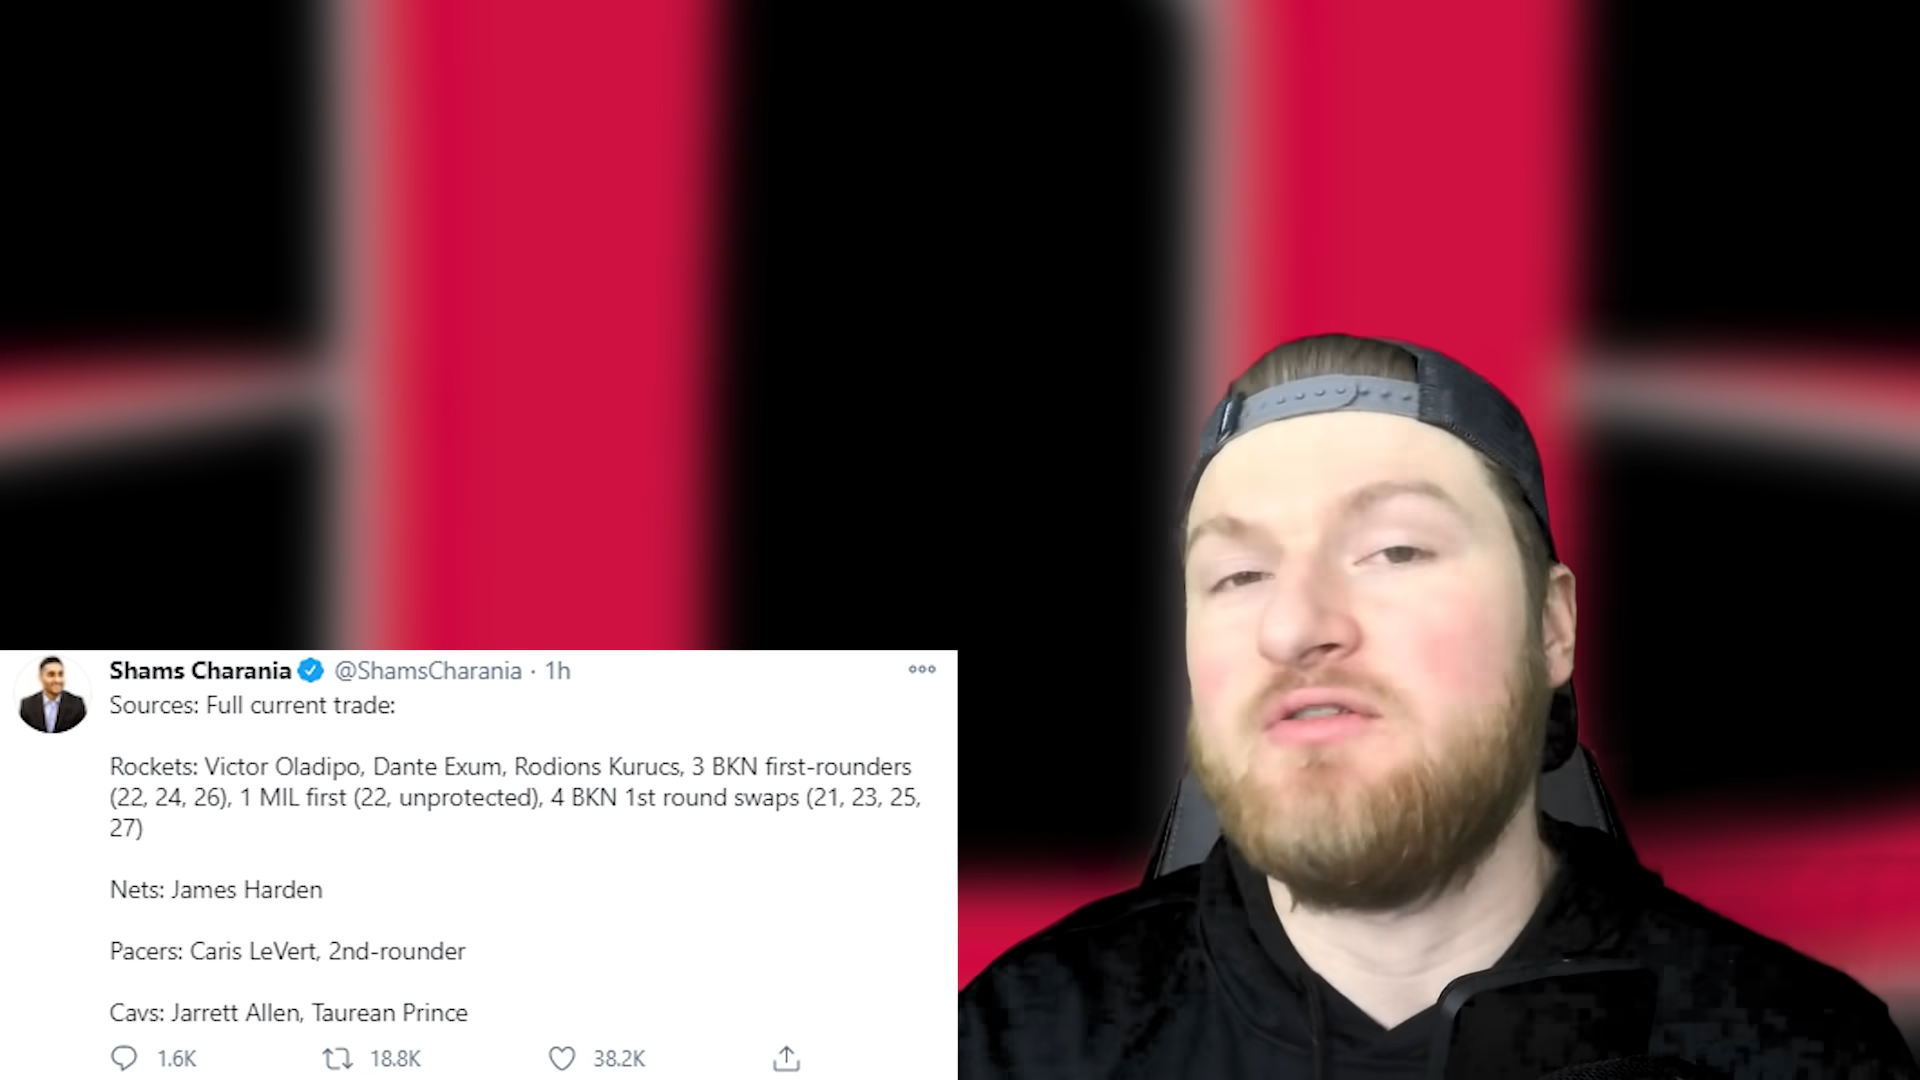 Shams Charania @ShamsCharania · 1h
Sources: Full current trade:
Rockets: Victor Oladipo, Dante Exum, Rodions Kurucs, 3 BKN first-rounders
(22, 24, 26), 1 MIL first (22, unprotected), 4 BKN 1st round swaps (21, 23, 25,
27)
Nets: James Harden
Pacers: Caris LeVert, 2nd-rounder
Cavs: Jarrett Allen, Taurean Prince
1.6K 18.8K 38.2K